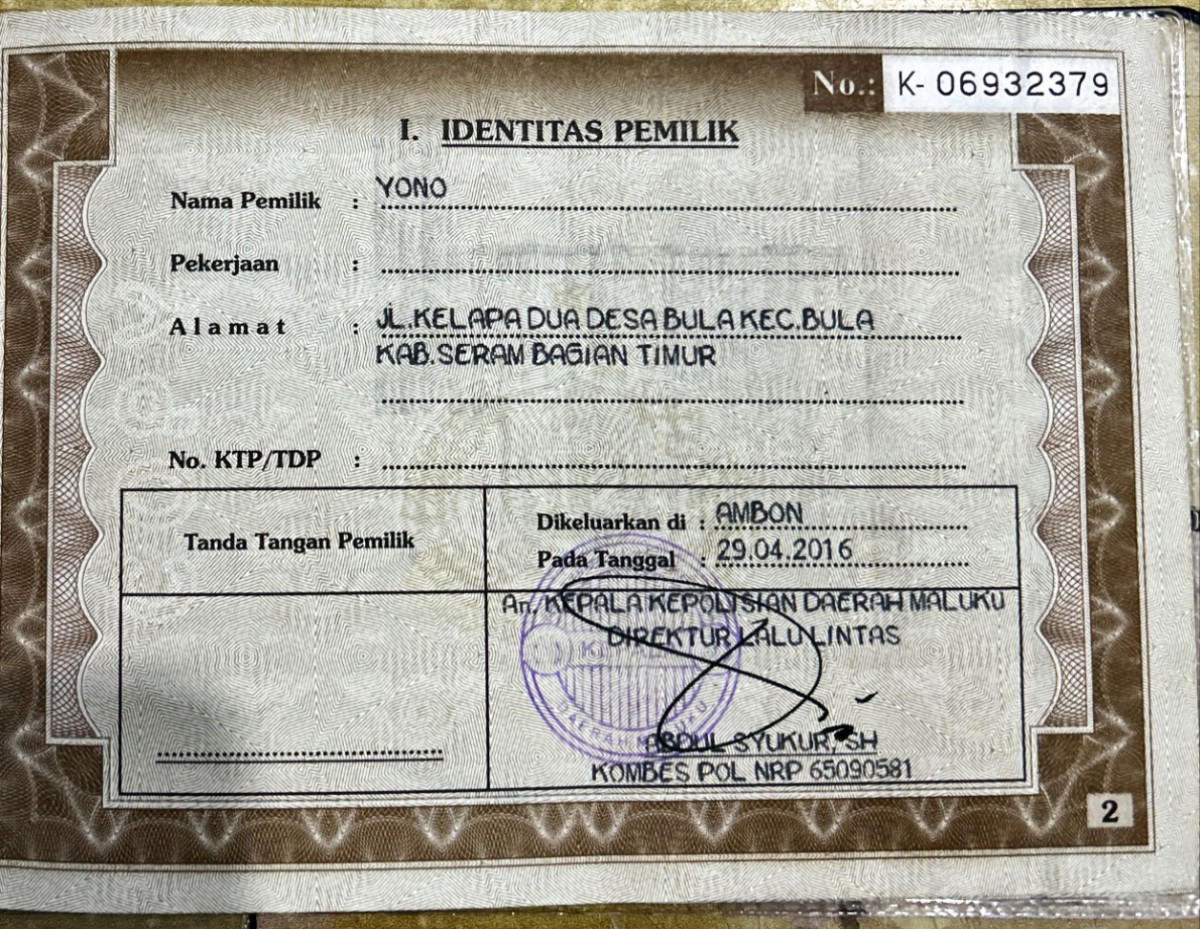 No.: K- 06932379
I. IDENTITAS PEMILIK
Nama Pemilik : YONO
Pekerjaan :
Alamat : JL.KELAPA DUA DESA BULA KEC.BULA
KAB.SERAM BAGIAN TIMUR
No. KTP/TDP :
Tanda Tangan Pemilik
Dikeluarkan di : AMBON
Pada Tanggal : 29.04.2016
An. KEPALA KEPOLISIAN DAERAH MALUKU
DIREKTUR LALU LINTAS
DAERAH MALUKU
ABDUL SYUKUR, SH
KOMBES POL NRP 65090581
2